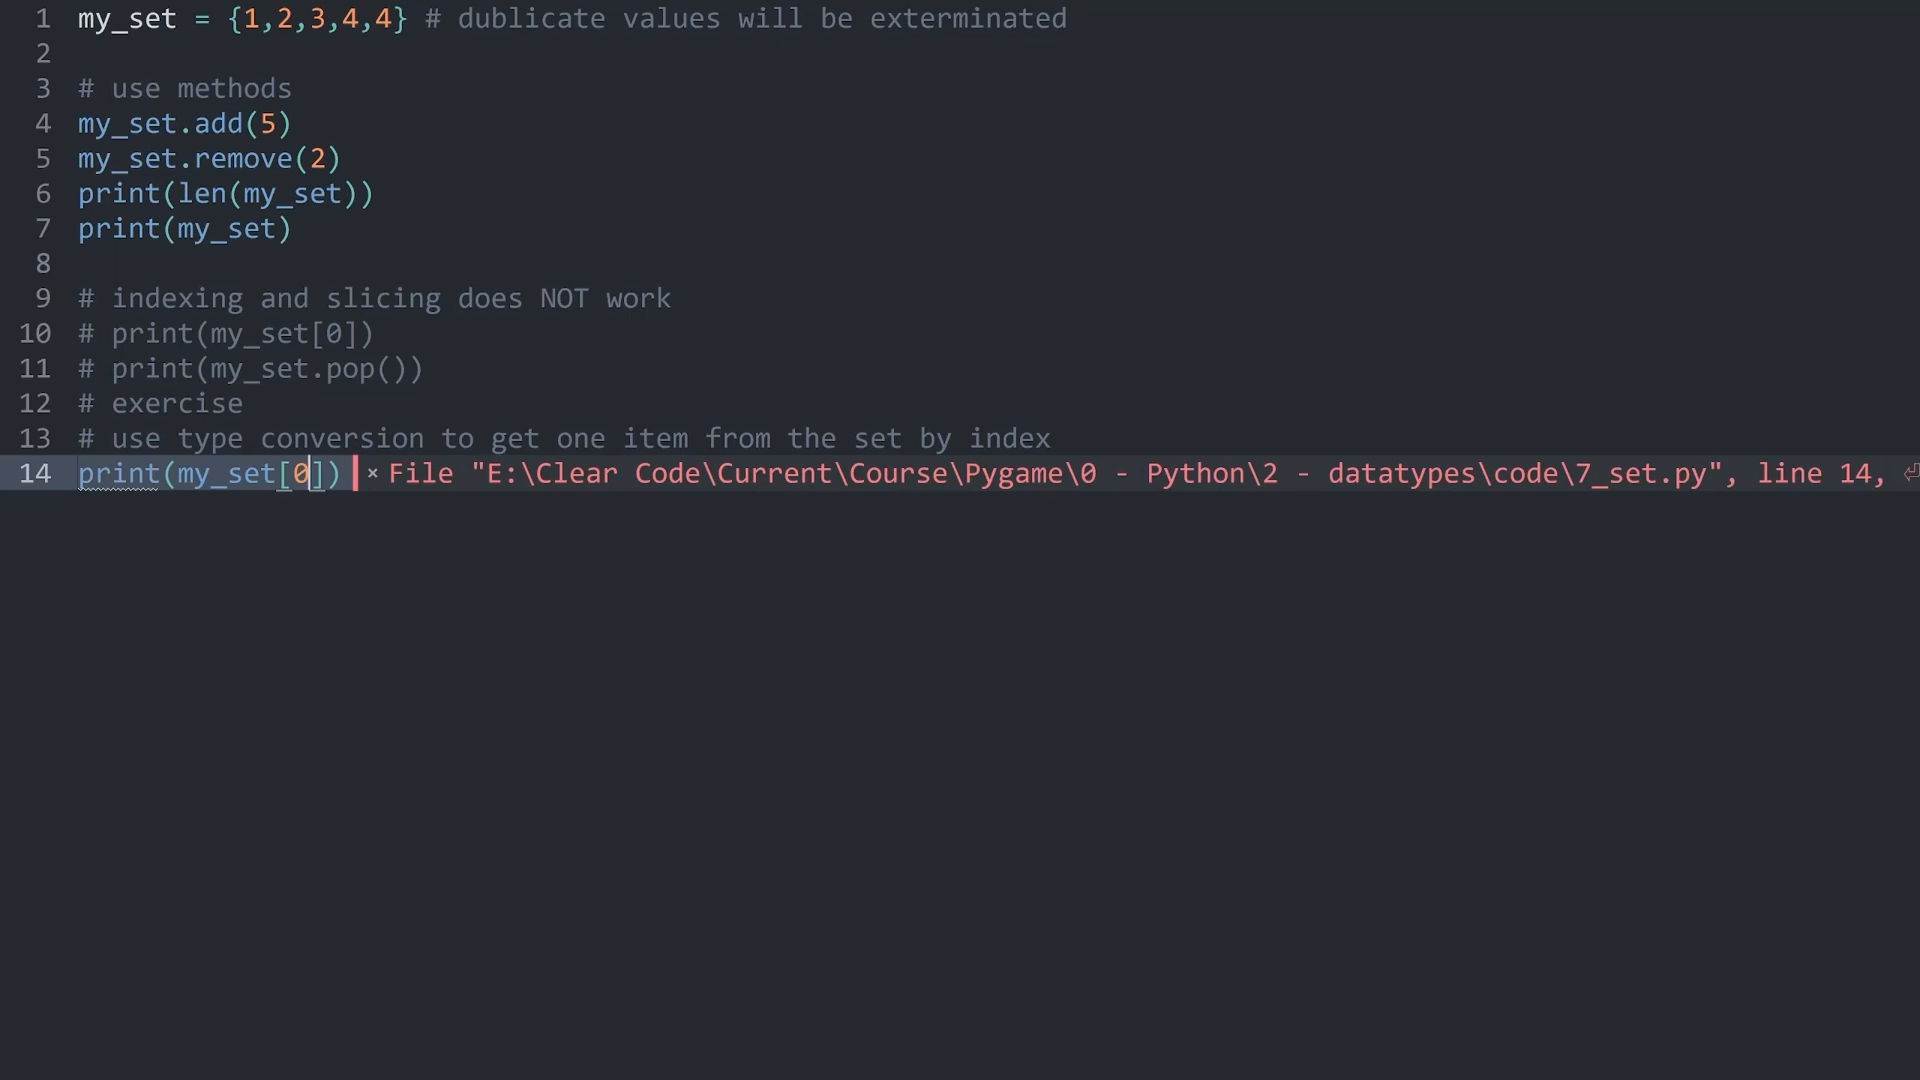 1 my_set = {1,2,3,4,4} # dublicate values will be exterminated
2
3 # use methods
4 my_set.add(5)
5 my_set.remove(2)
6 print(len(my_set))
7 print(my_set)
8
9 # indexing and slicing does NOT work
10 # print(my_set[0])
11 # print(my_set.pop())
12 # exercise
13 # use type conversion to get one item from the set by index
14 print(my_set[0]) × File "E:\Clear Code\Current\Course\Pygame\0 - Python\2 - datatypes\code\7_set.py", line 14, ⏎